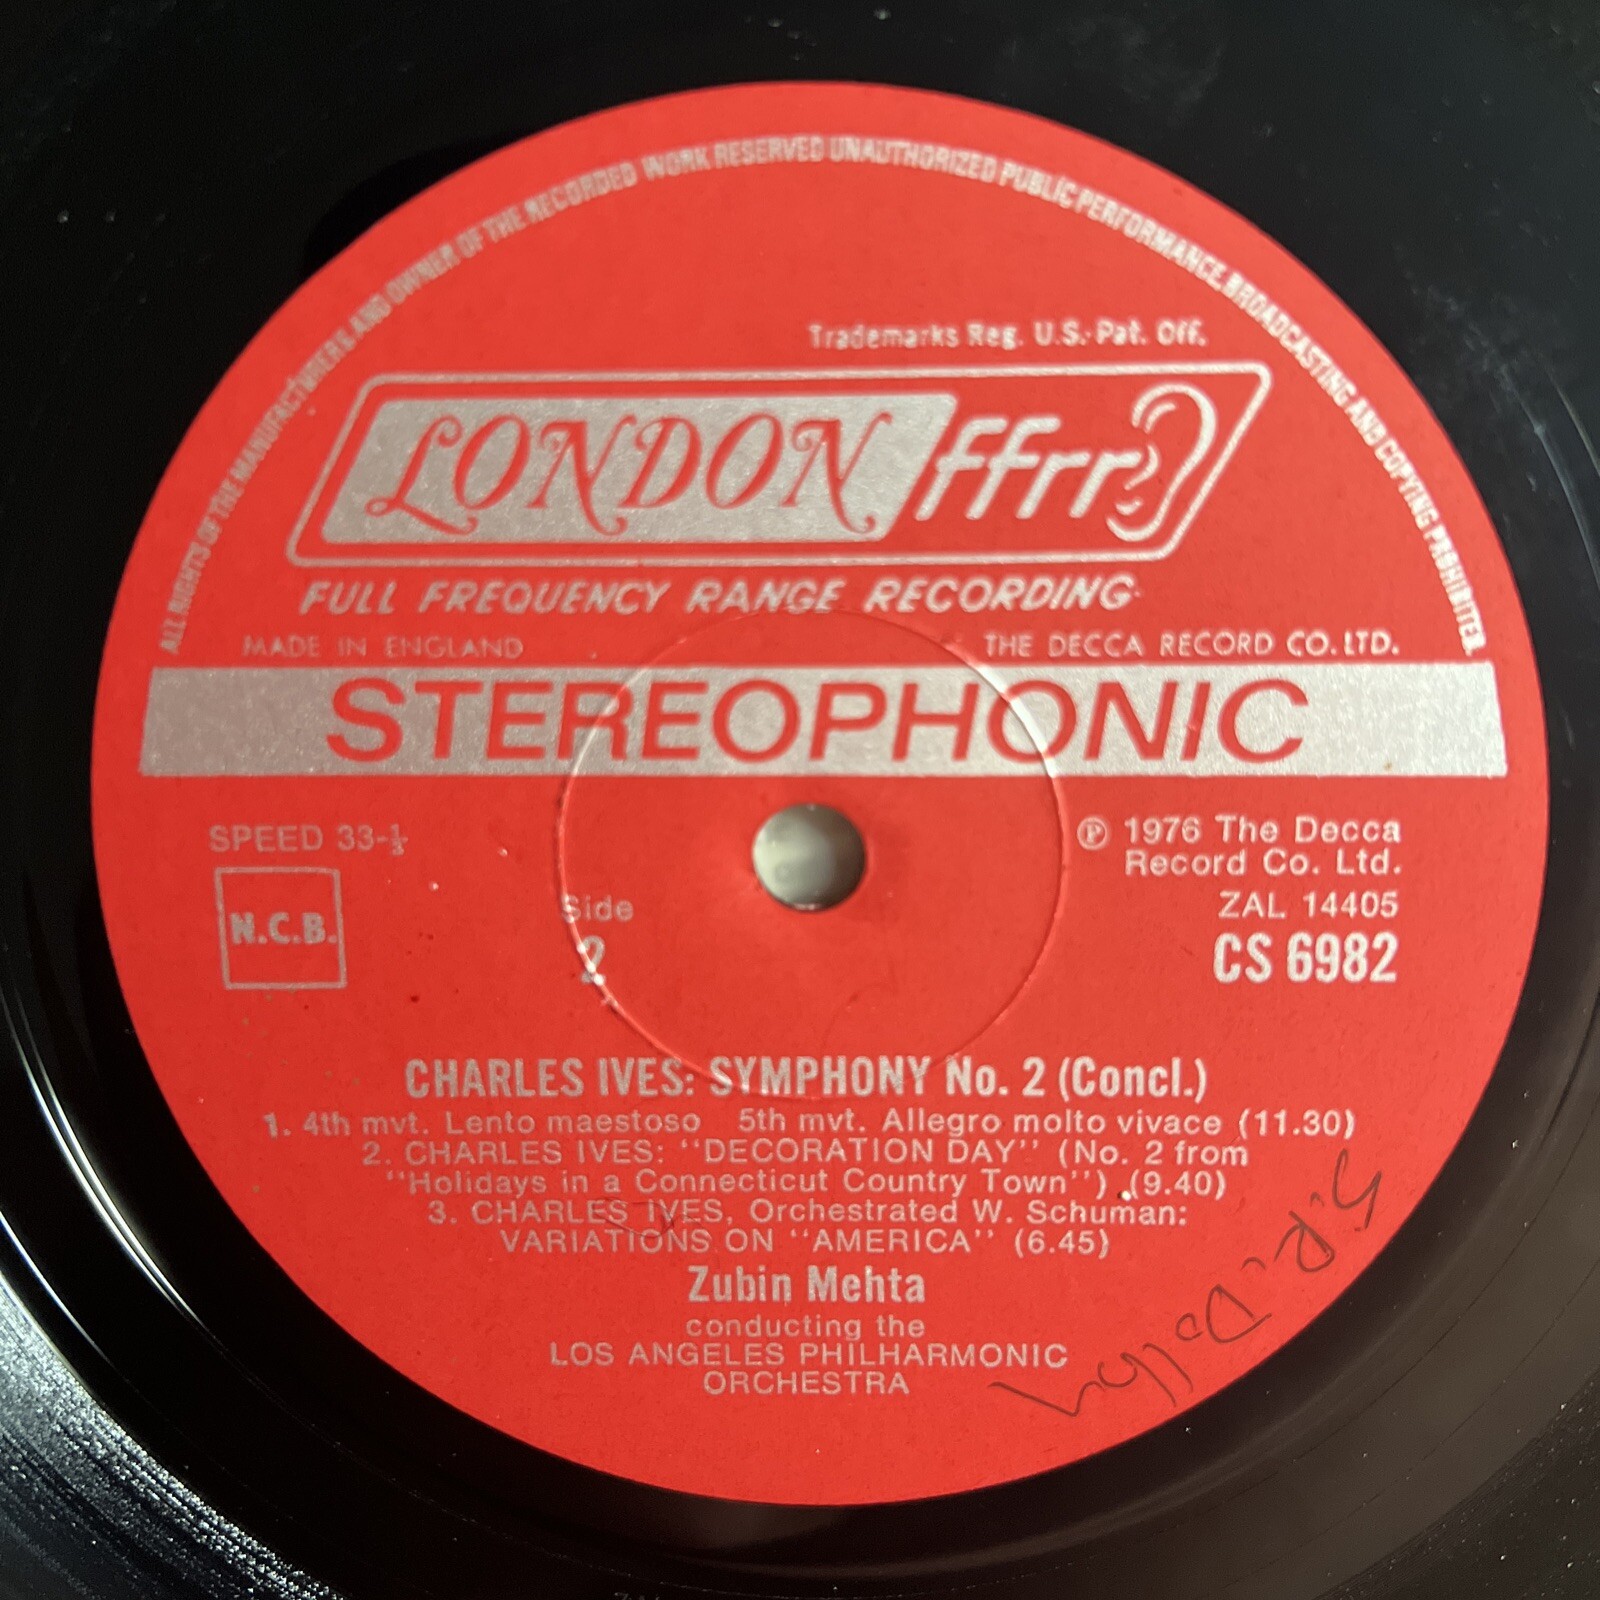 ALL RIGHTS OF THE MANUFACTURERS AND OWNER OF THE RECORDED WORK RESERVED UNAUTHORIZED PUBLIC PERFORMANCE, BROADCASTING AND COPYING PROHIBITED
Trademarks Reg. U.S. Pat. Off.
LONDON ffrr
FULL FREQUENCY RANGE RECORDING
MADE IN ENGLAND
THE DECCA RECORD CO. LTD.
STEREOPHONIC
SPEED 33-⅓
N.C.B.
Side
2
℗ 1976 The Decca
Record Co. Ltd.
ZAL 14405
CS 6982
CHARLES IVES: SYMPHONY No. 2 (Concl.)
1. 4th mvt. Lento maestoso 5th mvt. Allegro molto vivace (11.30)
2. CHARLES IVES: "DECORATION DAY" (No. 2 from
"Holidays in a Connecticut Country Town") (9.40)
3. CHARLES IVES, Orchestrated W. Schuman:
VARIATIONS ON "AMERICA" (6.45)
Zubin Mehta
conducting the
LOS ANGELES PHILHARMONIC
ORCHESTRA
S.R.